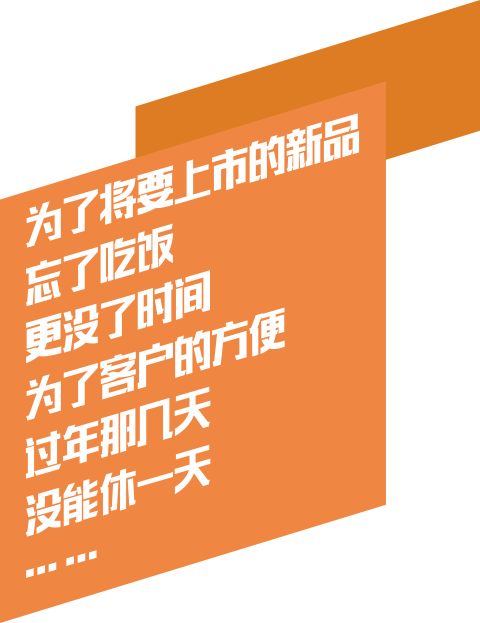 为了将要上市的新品
忘了吃饭
更没了时间
为了客户的方便
过年那几天
没能休一天
… …